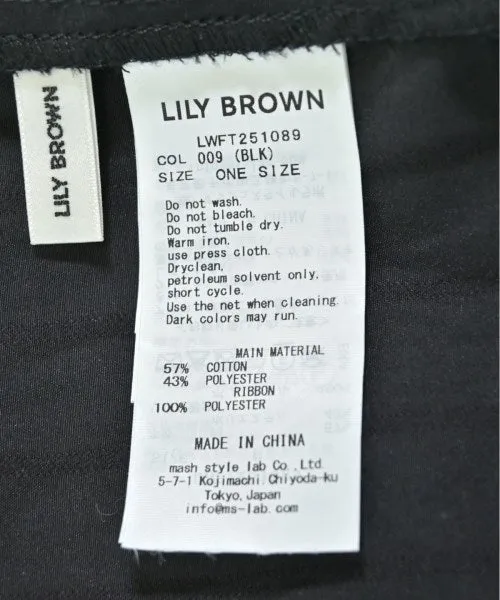 LILY BROWN
LILY BROWN
LWFT251089
COL 009 (BLK)
SIZE ONE SIZE
Do not wash.
Do not bleach.
Do not tumble dry.
Warm iron.
use press cloth.
Dryclean,
petroleum solvent only.
short cycle.
Use the net when cleaning.
Dark colors may run.
MAIN MATERIAL
57% COTTON
43% POLYESTER
RIBBON
100% POLYESTER
MADE IN CHINA
mash style lab Co.,Ltd.
5-7-1 Kojimachi Chiyoda-ku
Tokyo, Japan
info@ms-lab.com